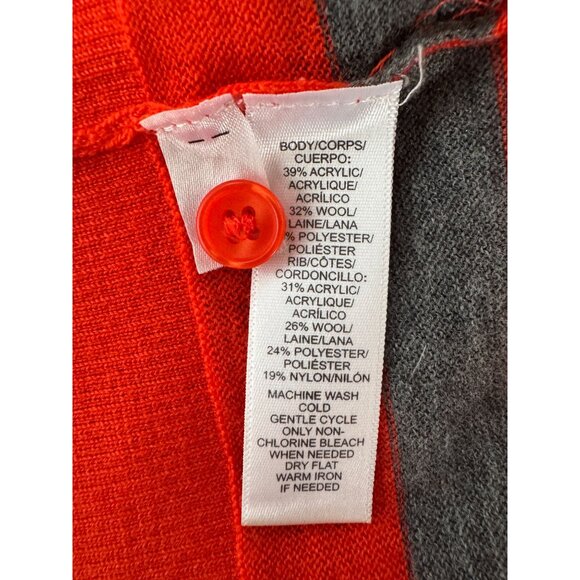 BODY/CORPS/
CUERPO:
39% ACRYLIC/
ACRYLIQUE/
ACRÍLICO
32% WOOL/
LAINE/LANA
% POLYESTER/
POLIÉSTER
RIB/CÔTES/
CORDONCILLO:
31% ACRYLIC/
ACRYLIQUE/
ACRÍLICO
26% WOOL/
LAINE/LANA
24% POLYESTER/
POLIÉSTER
19% NYLON/NILÓN
MACHINE WASH
COLD
GENTLE CYCLE
ONLY NON-
CHLORINE BLEACH
WHEN NEEDED
DRY FLAT
WARM IRON
IF NEEDED